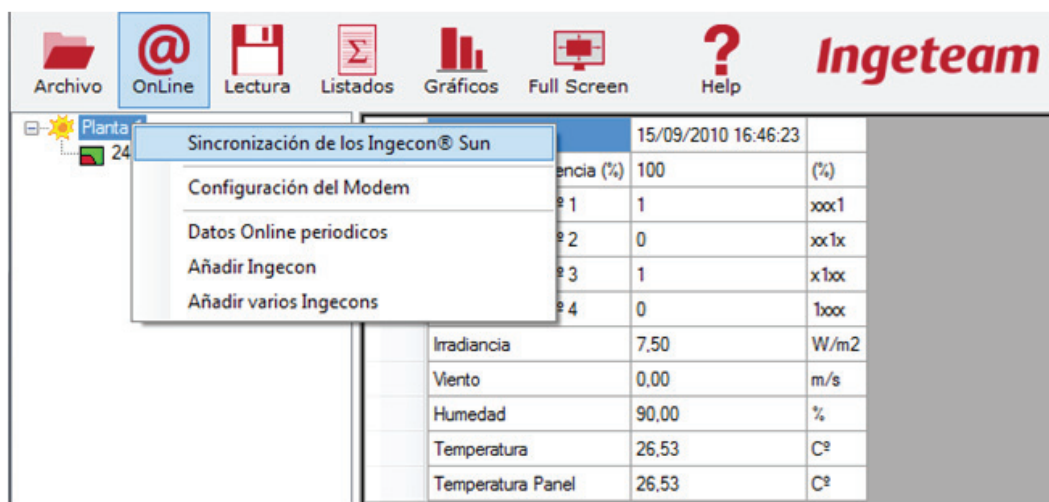 Archivo OnLine Lectura Listados Gráficos Full Screen Help Ingeteam
Planta
24
Sincronización de los Ingecon® Sun
Configuración del Modem
Datos Online periodicos
Añadir Ingecon
Añadir varios Ingecons
15/09/2010 16:46:23
encia (%) 100 (%)
º 1 1 xxx1
º 2 0 xx1x
º 3 1 x1xx
º 4 0 1xxx
Irradiancia 7,50 W/m2
Viento 0,00 m/s
Humedad 90,00 %
Temperatura 26,53 Cº
Temperatura Panel 26,53 Cº